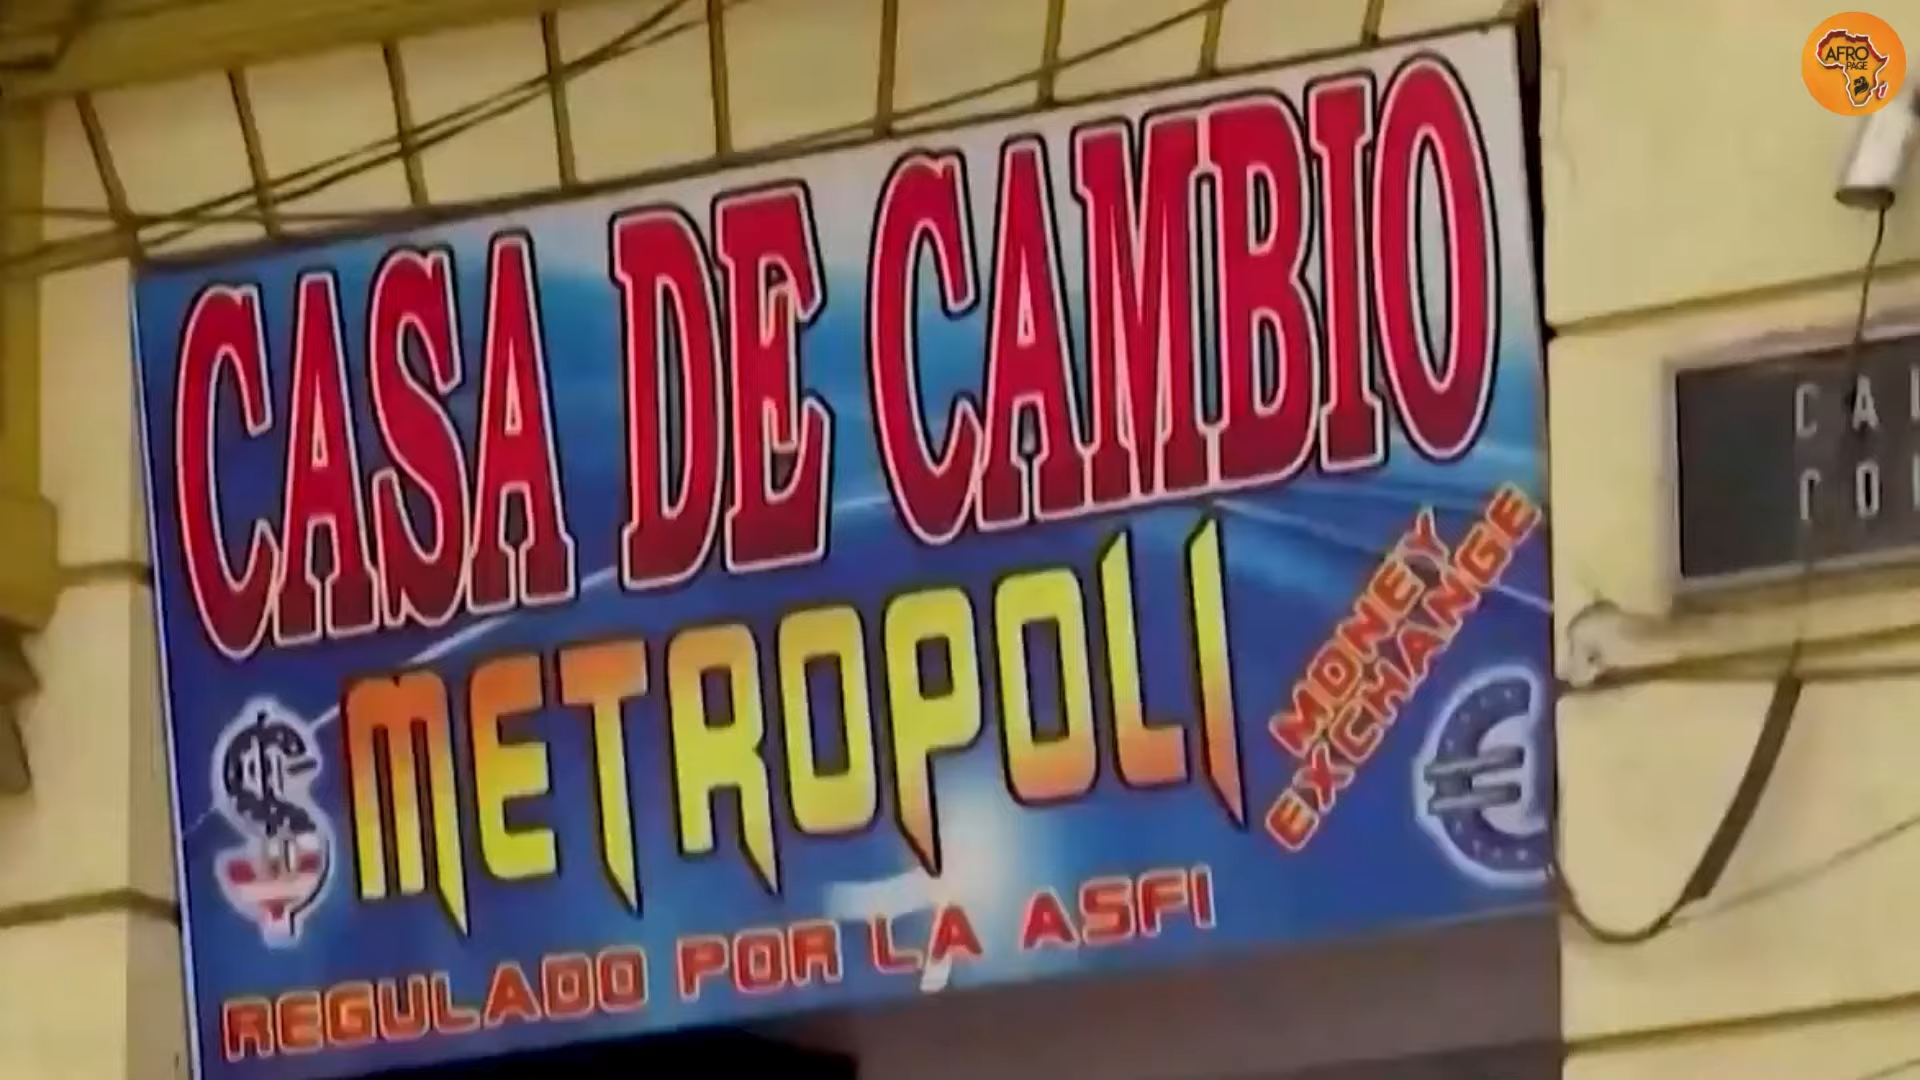 AFRO
PAGE
CASA DE CAMBIO
METROPOLI
MONEY
EXCHANGE
REGULADO POR LA ASFI